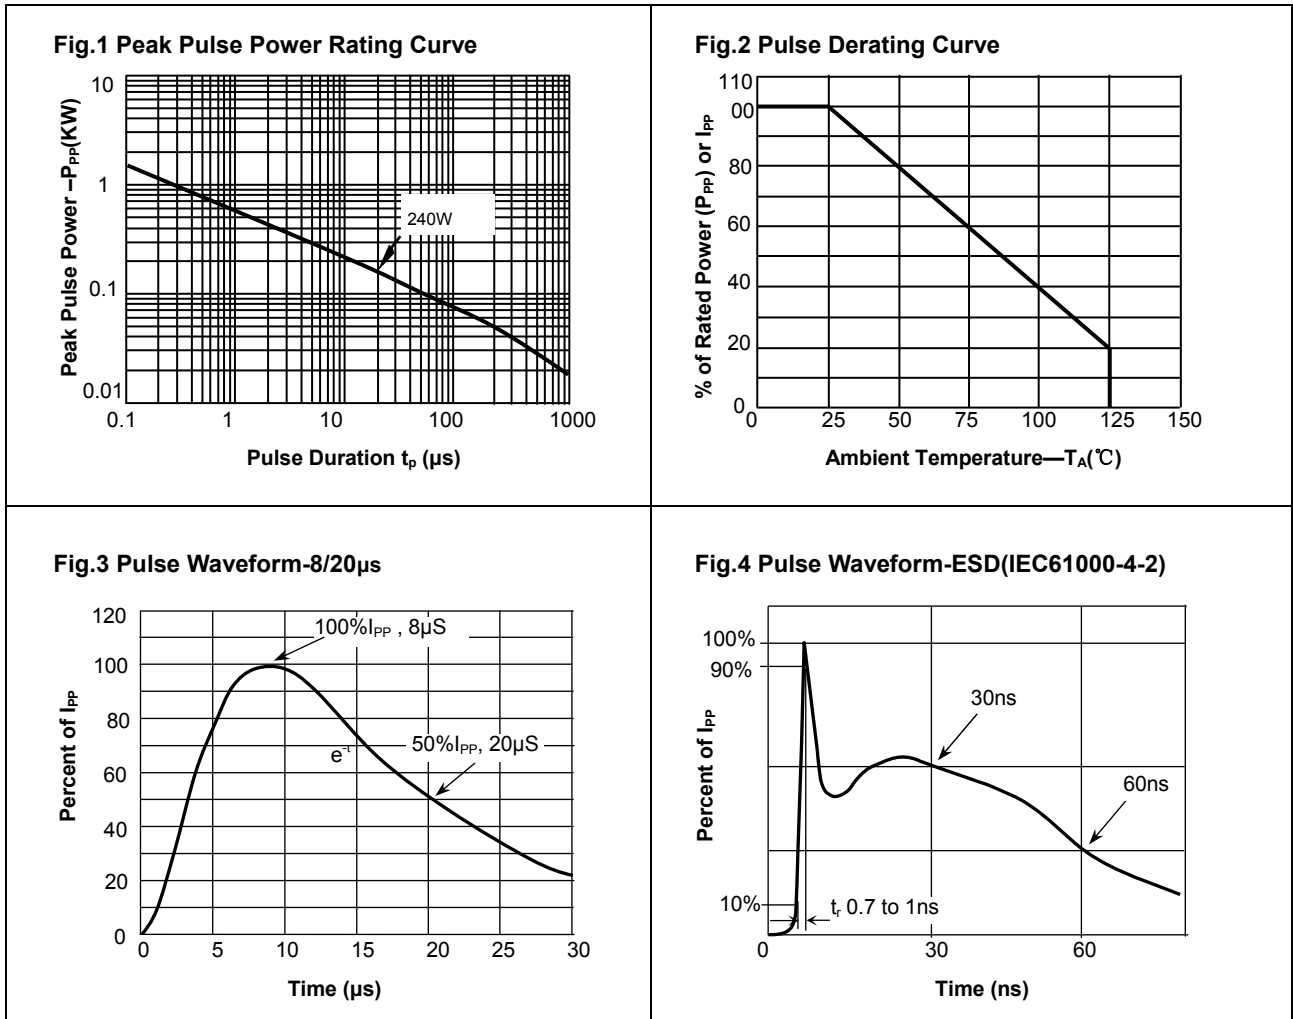 Fig.1 Peak Pulse Power Rating Curve
Peak Pulse Power –PPP(KW)
10
1
0.1
0.01
240W
0.1 1 10 100 1000
Pulse Duration tp (µs)
Fig.2 Pulse Derating Curve
% of Rated Power (PPP) or IPP
110
00
80
60
40
20
0
25 50 75 100 125 150
Ambient Temperature—TA(℃)
Fig.3 Pulse Waveform-8/20µs
Percent of IPP
120
100
80
60
40
20
0
100%IPP , 8µS
e-t
50%IPP, 20µS
0 5 10 15 20 25 30
Time (µs)
Fig.4 Pulse Waveform-ESD(IEC61000-4-2)
Percent of IPP
100%
90%
10%
30ns
60ns
tr 0.7 to 1ns
0 30 60
Time (ns)